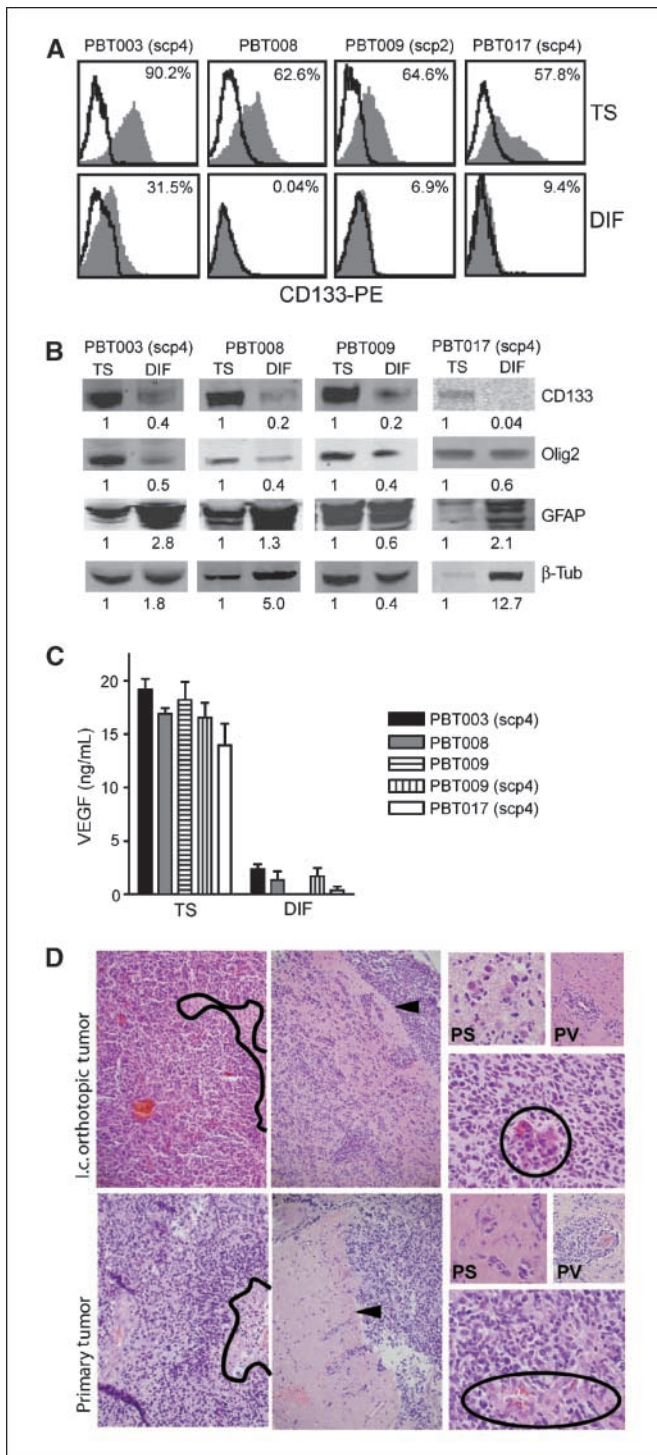 A
PBT003 (scp4) PBT008 PBT009 (scp2) PBT017 (scp4)
90.2% 62.6% 64.6% 57.8%
TS
31.5% 0.04% 6.9% 9.4%
DIF
CD133-PE
B
PBT003 (scp4) PBT008 PBT009 PBT017 (scp4)
TS DIF TS DIF TS DIF TS DIF
CD133
1 0.4 1 0.2 1 0.2 1 0.04
Olig2
1 0.5 1 0.4 1 0.4 1 0.6
GFAP
1 2.8 1 1.3 1 0.6 1 2.1
β-Tub
1 1.8 1 5.0 1 0.4 1 12.7
C
VEGF (ng/mL)
20
15
10
5
0
TS DIF
PBT003 (scp4)
PBT008
PBT009
PBT009 (scp4)
PBT017 (scp4)
D
I.c. orthotopic tumor
PS PV
Primary tumor
PS PV